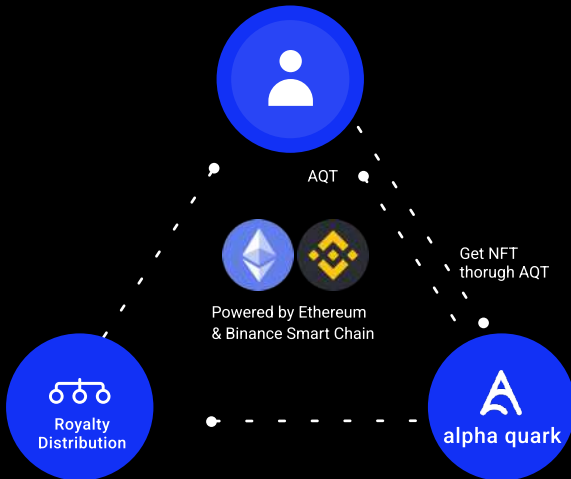 AQT
Get NFT
thorugh AQT
Powered by Ethereum
& Binance Smart Chain
Royalty
Distribution
alpha quark